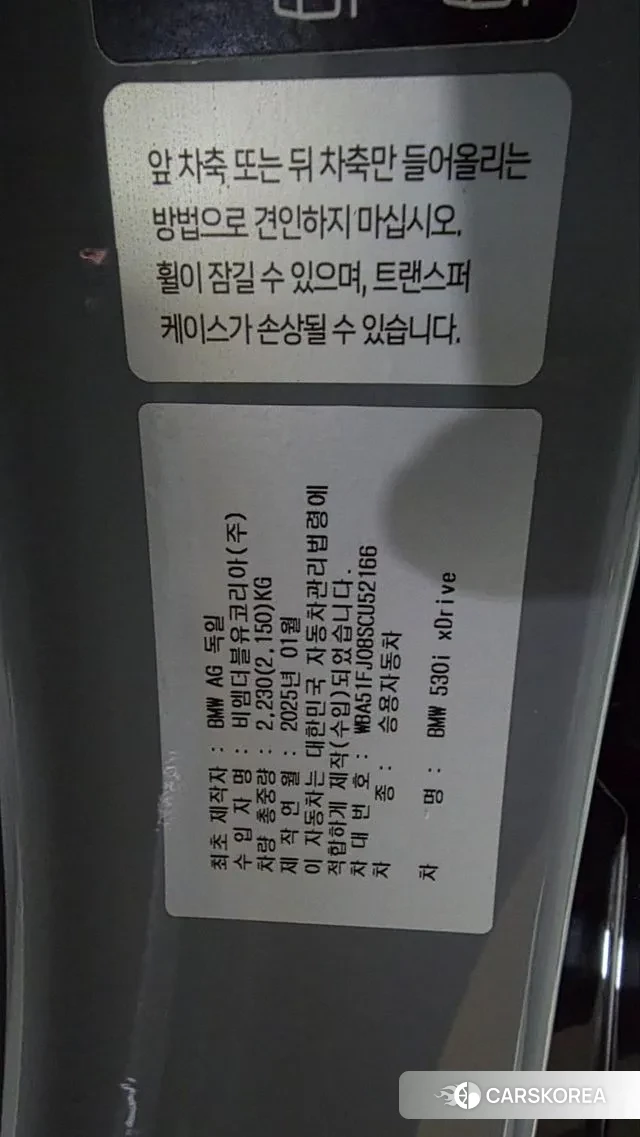 앞 차축 또는 뒤 차축만 들어올리는
방법으로 견인하지 마십시오.
휠이 잠길 수 있으며, 트랜스퍼
케이스가 손상될 수 있습니다.
최초 제작자 : BMW AG 독일
수 입 자 명 : 비엠더블유코리아(주)
차량 총중량 : 2,230(2,150)KG
제 작 연 월 : 2025년 01월
이 자동차는 대한민국 자동차관리법령에
적합하게 제작(수입)되었습니다.
차 대 번 호 : WBA51FJ08SCU52166
차 종 : 승용자동차
차 명 : BMW 530i xDrive
CARSKOREA